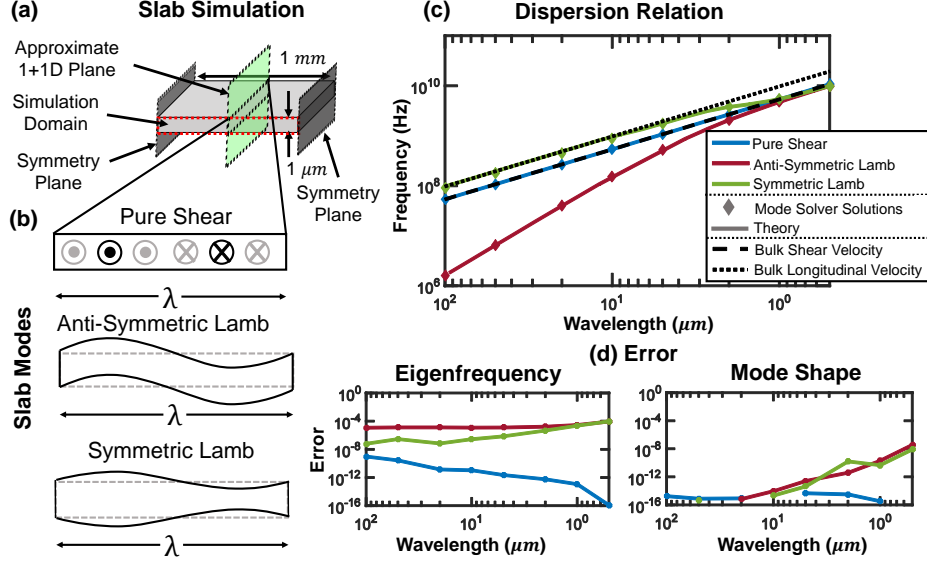 (a) Slab Simulation
Approximate
1+1D Plane
1 mm
Simulation
Domain
Symmetry
Plane
1 μm
Symmetry
Plane
(b)
Slab Modes
Pure Shear
λ
Anti-Symmetric Lamb
λ
Symmetric Lamb
λ
(c) Dispersion Relation
Frequency (Hz)
10^10
10^8
10^6
10^2 10^1 10^0
Wavelength (μm)
Pure Shear
Anti-Symmetric Lamb
Symmetric Lamb
Mode Solver Solutions
Theory
Bulk Shear Velocity
Bulk Longitudinal Velocity
(d) Error
Eigenfrequency
Error
10^0
10^-4
10^-8
10^-12
10^-16
10^2 10^1 10^0
Wavelength (μm)
Mode Shape
10^0
10^-4
10^-8
10^-12
10^-16
10^2 10^1 10^0
Wavelength (μm)